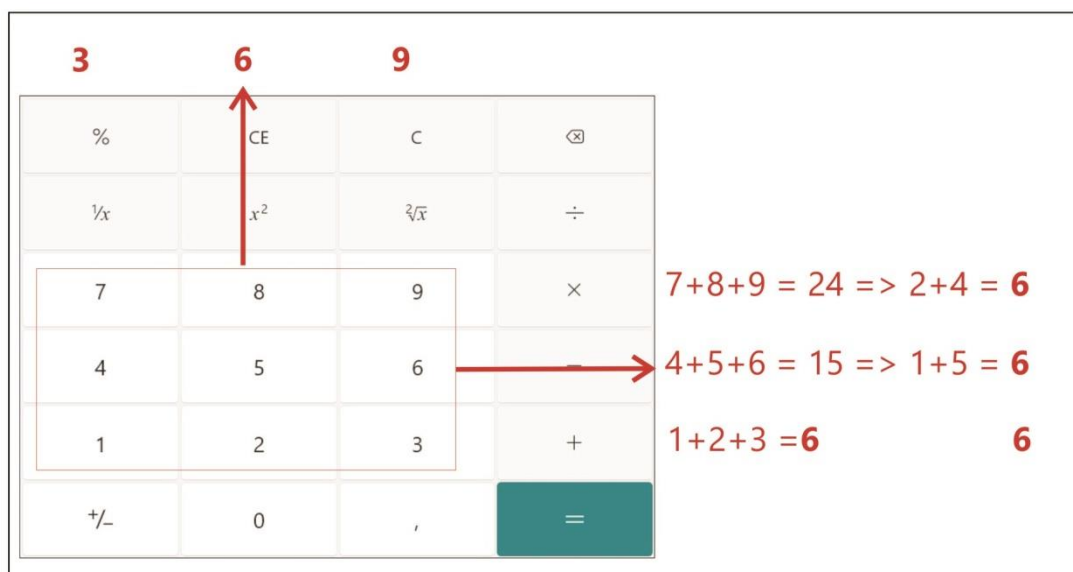 3 6 9
% CE C ⌫
¹/x x² ²√x ÷
7 8 9 × 7+8+9 = 24 => 2+4 = 6
4 5 6 − 4+5+6 = 15 => 1+5 = 6
1 2 3 + 1+2+3 =6 6
+/− 0 , =